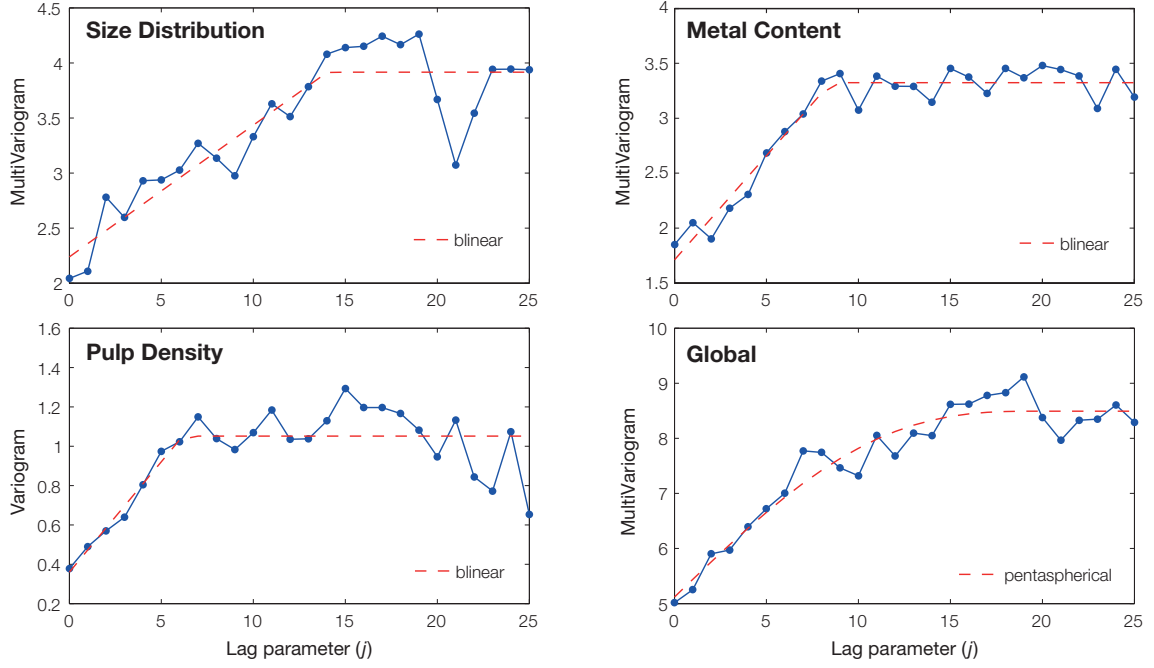 Size Distribution
MultiVariogram
4.5
4
3.5
3
2.5
2
0 5 10 15 20 25
blinear
Metal Content
MultiVariogram
4
3.5
3
2.5
2
1.5
0 5 10 15 20 25
blinear
Pulp Density
Variogram
1.6
1.4
1.2
1
0.8
0.6
0.4
0.2
0 5 10 15 20 25
Lag parameter (j)
blinear
Global
MultiVariogram
10
9
8
7
6
5
0 5 10 15 20 25
Lag parameter (j)
pentaspherical